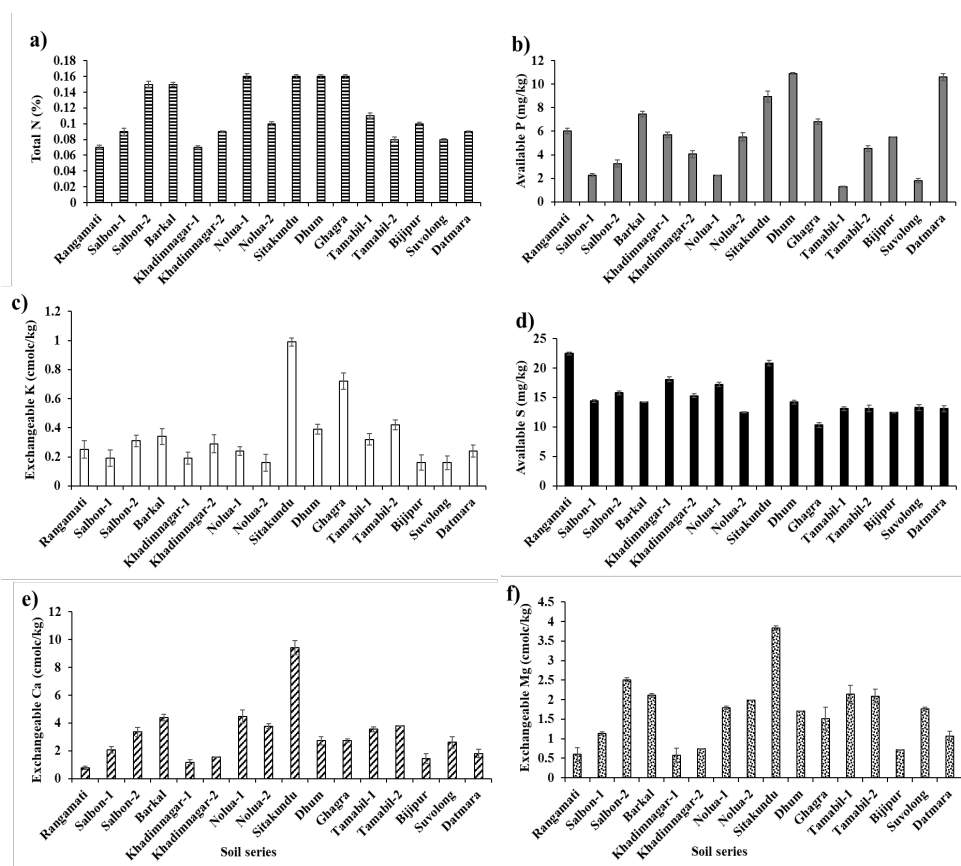 a)
Total N (%)
0.18
0.16
0.14
0.12
0.1
0.08
0.06
0.04
0.02
0
Rangamati
Salbon-1
Salbon-2
Barkal
Khadimnagar-1
Khadimnagar-2
Nolua-1
Nolua-2
Sitakundu
Dhum
Ghagra
Tamabil-1
Tamabil-2
Bijipur
Suvolong
Datmara
b)
Available P (mg/kg)
12
10
8
6
4
2
0
Rangamati
Salbon-1
Salbon-2
Barkal
Khadimnagar-1
Khadimnagar-2
Nolua-1
Nolua-2
Sitakundu
Dhum
Ghagra
Tamabil-1
Tamabil-2
Bijipur
Suvolong
Datmara
c)
Exchangeable K (cmolc/kg)
1.2
1
0.8
0.6
0.4
0.2
0
Rangamati
Salbon-1
Salbon-2
Barkal
Khadimnagar-1
Khadimnagar-2
Nolua-1
Nolua-2
Sitakundu
Dhum
Ghagra
Tamabil-1
Tamabil-2
Bijipur
Suvolong
Datmara
d)
Available S (mg/kg)
25
20
15
10
5
0
Rangamati
Salbon-1
Salbon-2
Barkal
Khadimnagar-1
Khadimnagar-2
Nolua-1
Nolua-2
Sitakundu
Dhum
Ghagra
Tamabil-1
Tamabil-2
Bijipur
Suvolong
Datmara
e)
Exchangeable Ca (cmolc/kg)
12
10
8
6
4
2
0
Rangamati
Salbon-1
Salbon-2
Barkal
Khadimnagar-1
Khadimnagar-2
Nolua-1
Nolua-2
Sitakundu
Dhum
Ghagra
Tamabil-1
Tamabil-2
Bijipur
Suvolong
Datmara
Soil series
f)
Exchangeable Mg (cmolc/kg)
4.5
4
3.5
3
2.5
2
1.5
1
0.5
0
Rangamati
Salbon-1
Salbon-2
Barkal
Khadimnagar-1
Khadimnagar-2
Nolua-1
Nolua-2
Sitakundu
Dhum
Ghagra
Tamabil-1
Tamabil-2
Bijipur
Suvolong
Datmara
Soil series